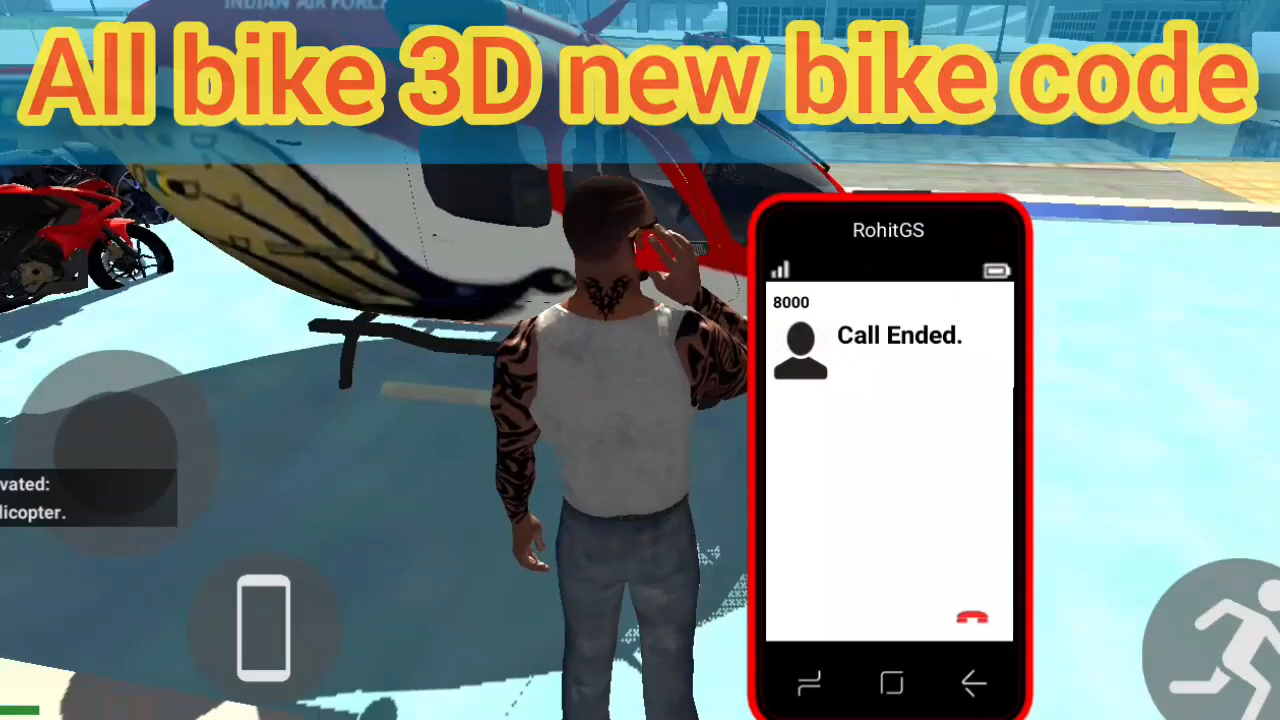 INDIAN AIR FORCE
All bike 3D new bike code
RohitGS
8000
Call Ended.
vated:
licopter.